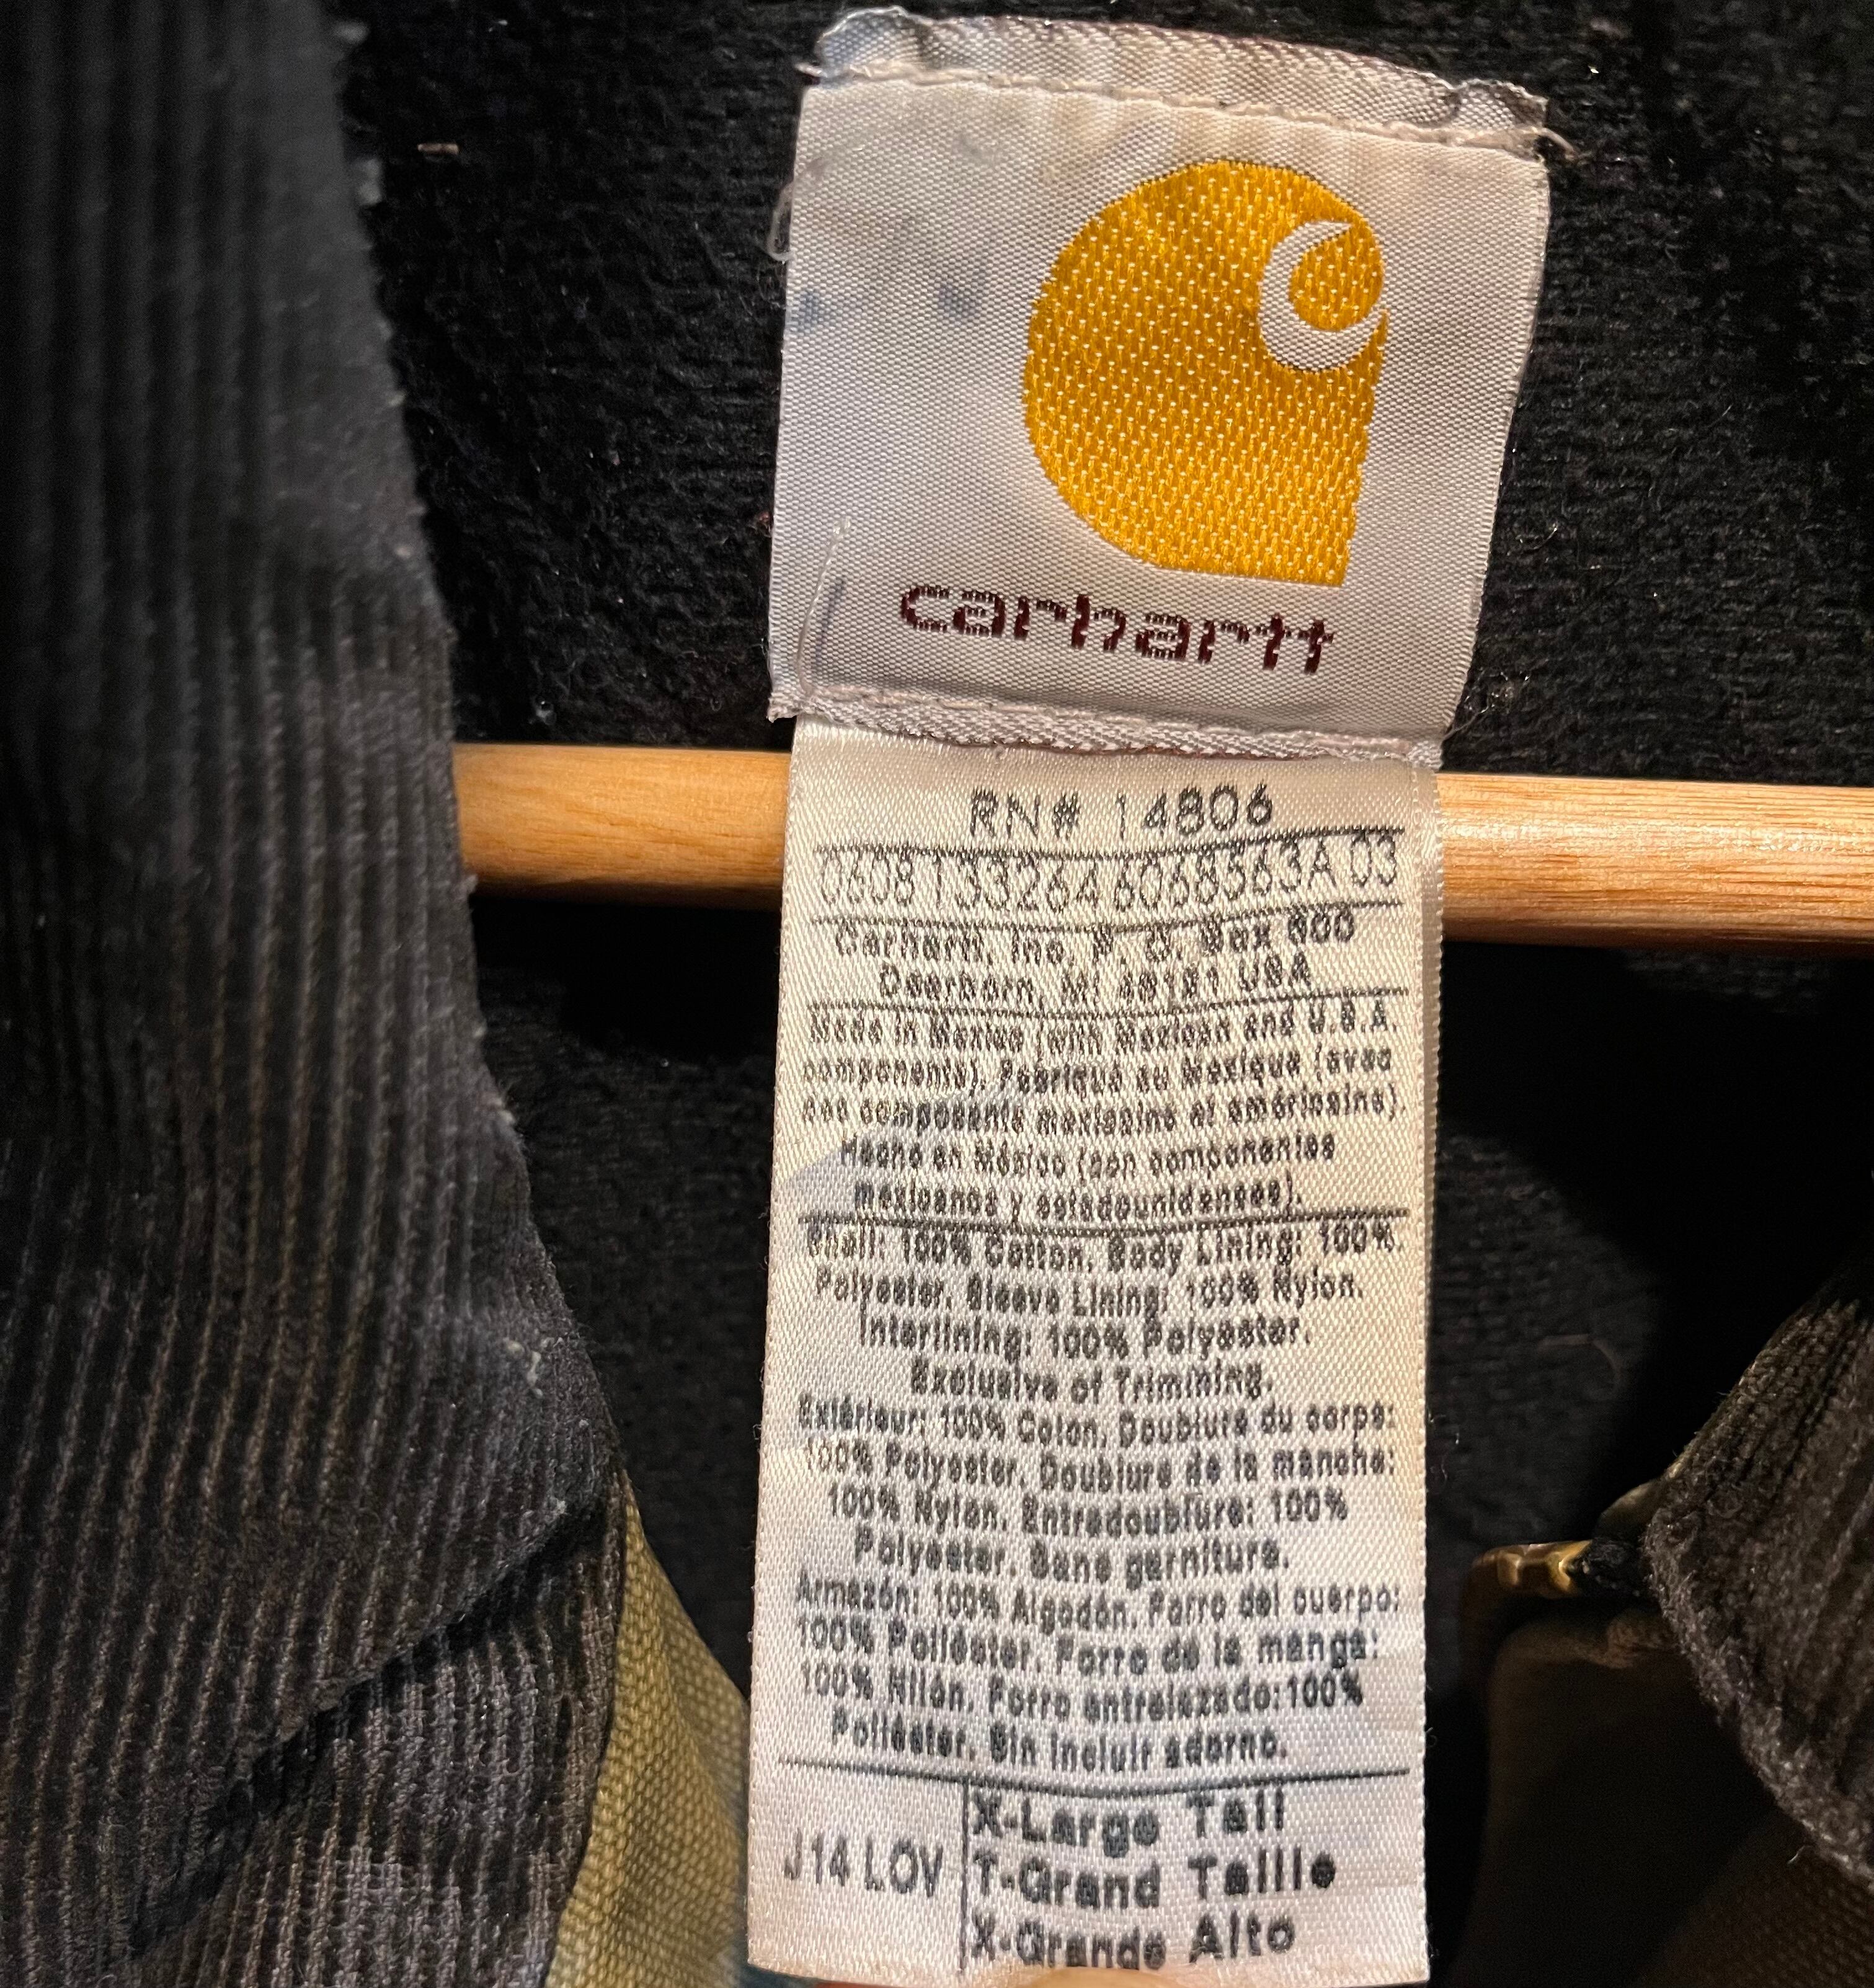 carhartt
RN# 14806
0608 133264 6068563A 03
Carhartt, Inc. P. O. Box 600
Dearborn, MI 48121 USA
Made in Mexico (with Mexican and U.S.A.
components). Fabriqué au Mexique (avec
des composants mexicains et américains).
Hecho en México (con componentes
mexicanos y estadounidenses).
Shell: 100% Cotton. Body Lining: 100%
Polyester. Sleeve Lining: 100% Nylon.
Interlining: 100% Polyester.
Exclusive of Trimming.
Extérieur: 100% Coton. Doublure du corps:
100% Polyester. Doublure de la manche:
100% Nylon. Entredoublure: 100%
Polyester. Sans garniture.
Armazón: 100% Algodón. Forro del cuerpo:
100% Poliéster. Forro de la manga:
100% Nilón. Forro entrelazado:100%
Poliéster. Sin incluir adorno.
J14 LOV
X-Large Tall
T-Grand Taille
X-Grande Alto